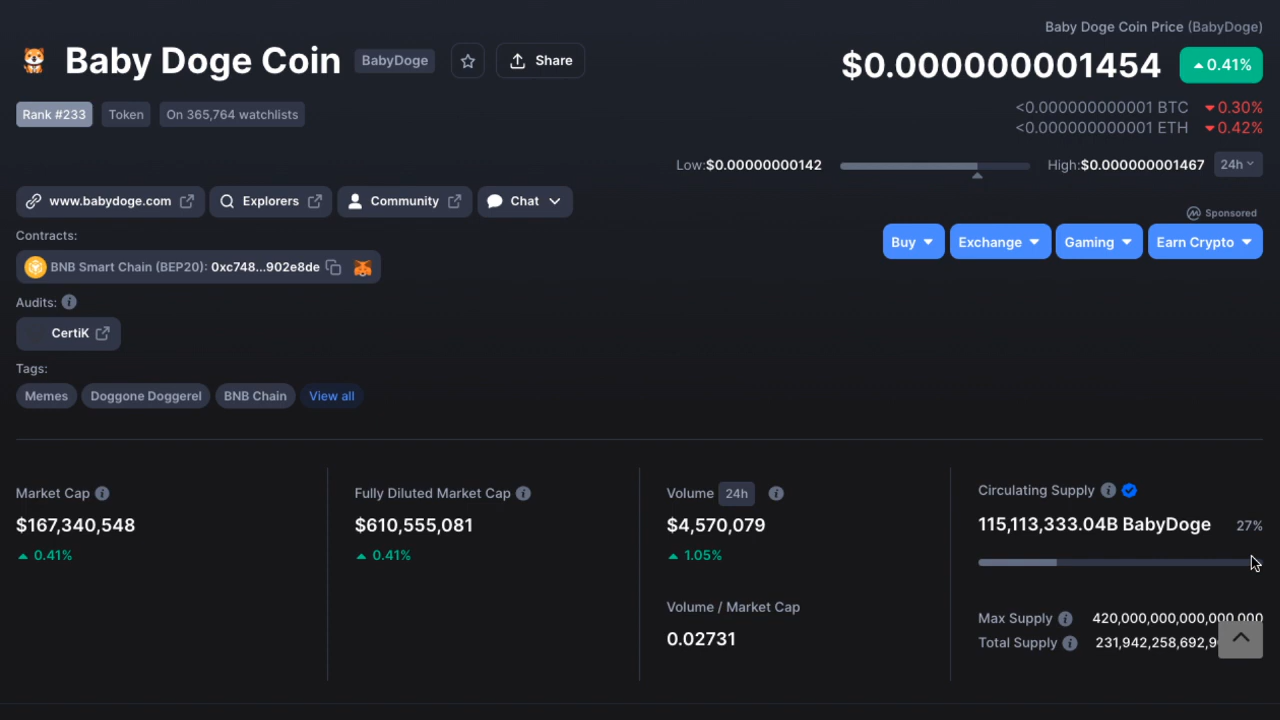 Baby Doge Coin BabyDoge Share
Rank #233 Token On 365,764 watchlists
Baby Doge Coin Price (BabyDoge)
$0.000000001454 0.41%
<0.000000000001 BTC 0.30%
<0.000000000001 ETH 0.42%
Low:$0.00000000142 High:$0.000000001467 24h
www.babydoge.com Explorers Community Chat
Contracts:
BNB Smart Chain (BEP20): 0xc748...902e8de
Audits:
CertiK
Tags:
Memes Doggone Doggerel BNB Chain View all
Sponsored
Buy Exchange Gaming Earn Crypto
Market Cap
$167,340,548
0.41%
Fully Diluted Market Cap
$610,555,081
0.41%
Volume 24h
$4,570,079
1.05%
Volume / Market Cap
0.02731
Circulating Supply
115,113,333.04B BabyDoge 27%
Max Supply 420,000,000,000,000,000
Total Supply